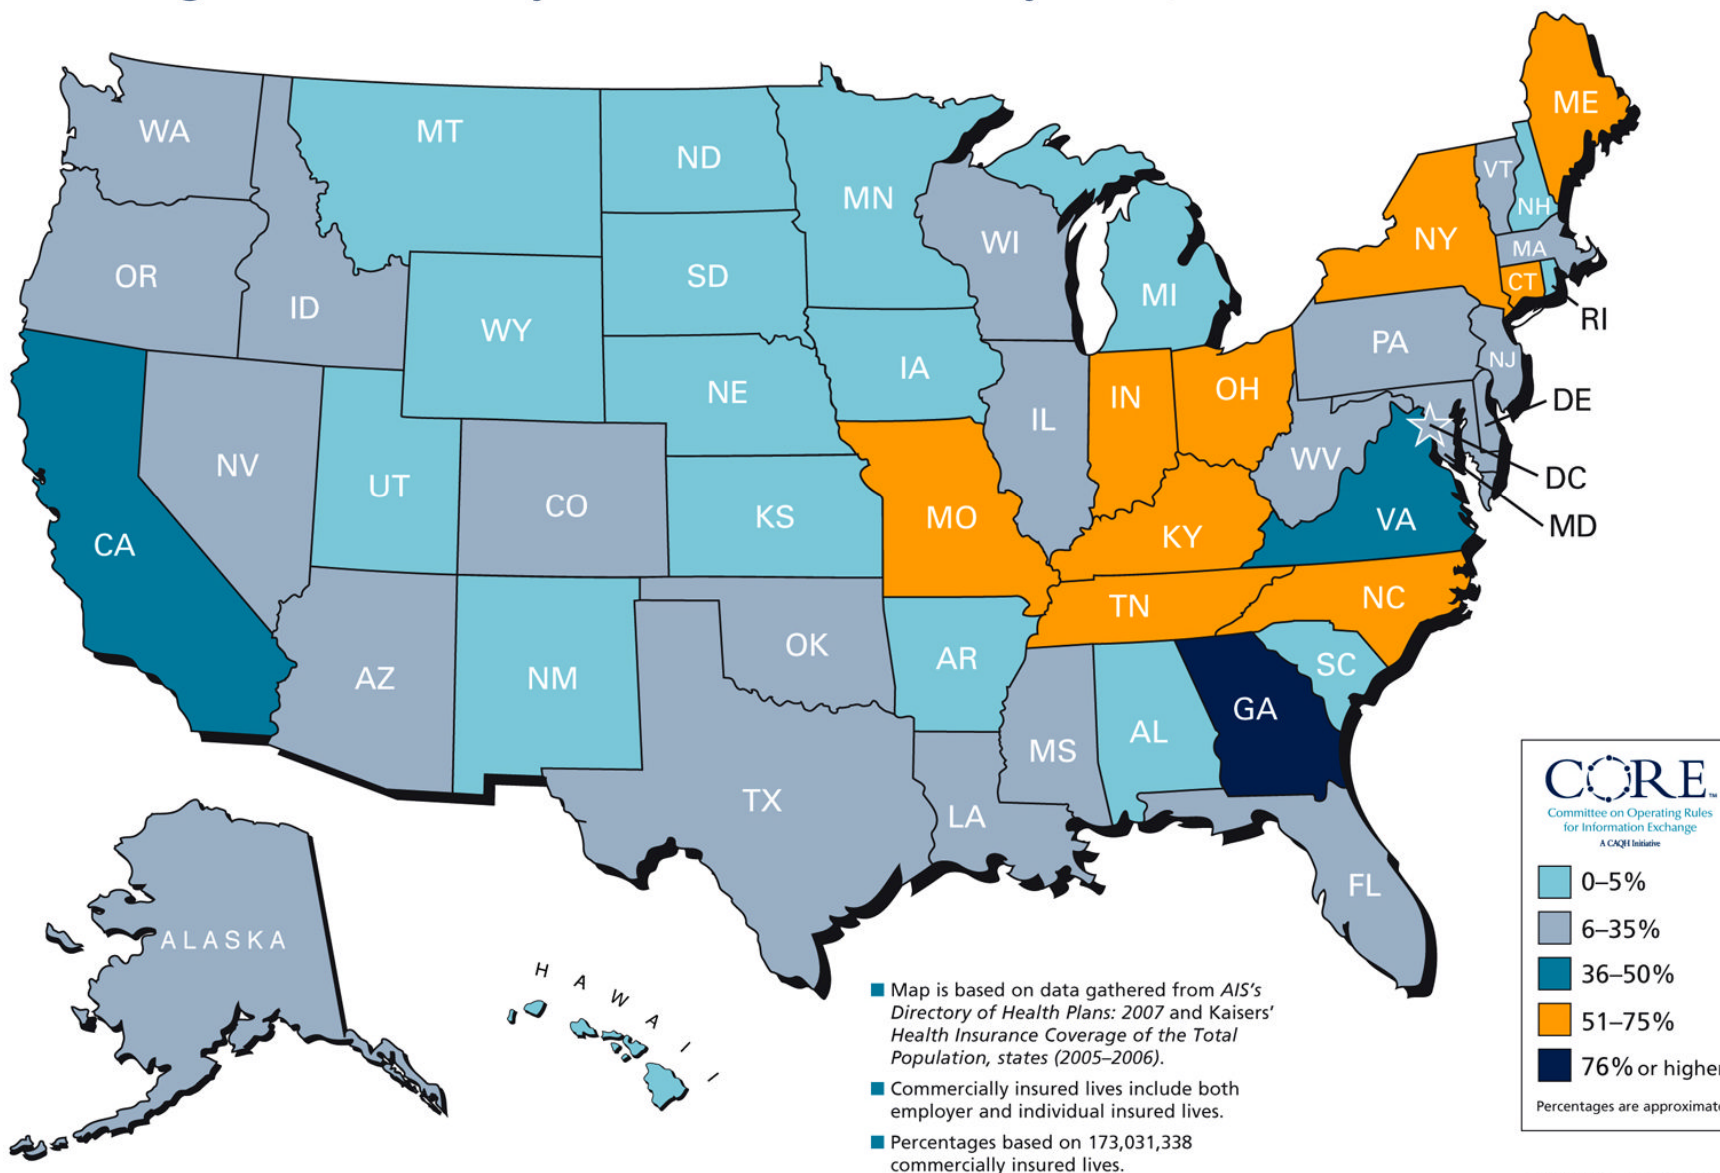 WA
MT
ND
MN
ME
VT
NH
WI
NY
MA
OR
SD
CT
ID
MI
RI
WY
PA
IA
NJ
NE
OH
IN
DE
IL
NV
WV
UT
DC
CO
KS
MO
VA
MD
CA
KY
TN
NC
OK
AR
SC
AZ
NM
GA
AL
MS
TX
LA
FL
ALASKA
HAWAII
CORE™
Committee on Operating Rules
for Information Exchange
A CAQH Initiative
0–5%
6–35%
36–50%
51–75%
76% or higher
Percentages are approximat
Map is based on data gathered from AIS's
Directory of Health Plans: 2007 and Kaisers'
Health Insurance Coverage of the Total
Population, states (2005–2006).
Commercially insured lives include both
employer and individual insured lives.
Percentages based on 173,031,338
commercially insured lives.